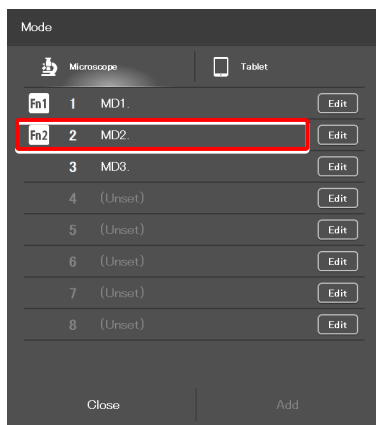 Mode
Microscope Tablet
Fn1 1 MD1. Edit
Fn2 2 MD2. Edit
3 MD3. Edit
4 (Unset) Edit
5 (Unset) Edit
6 (Unset) Edit
7 (Unset) Edit
8 (Unset) Edit
Close Add